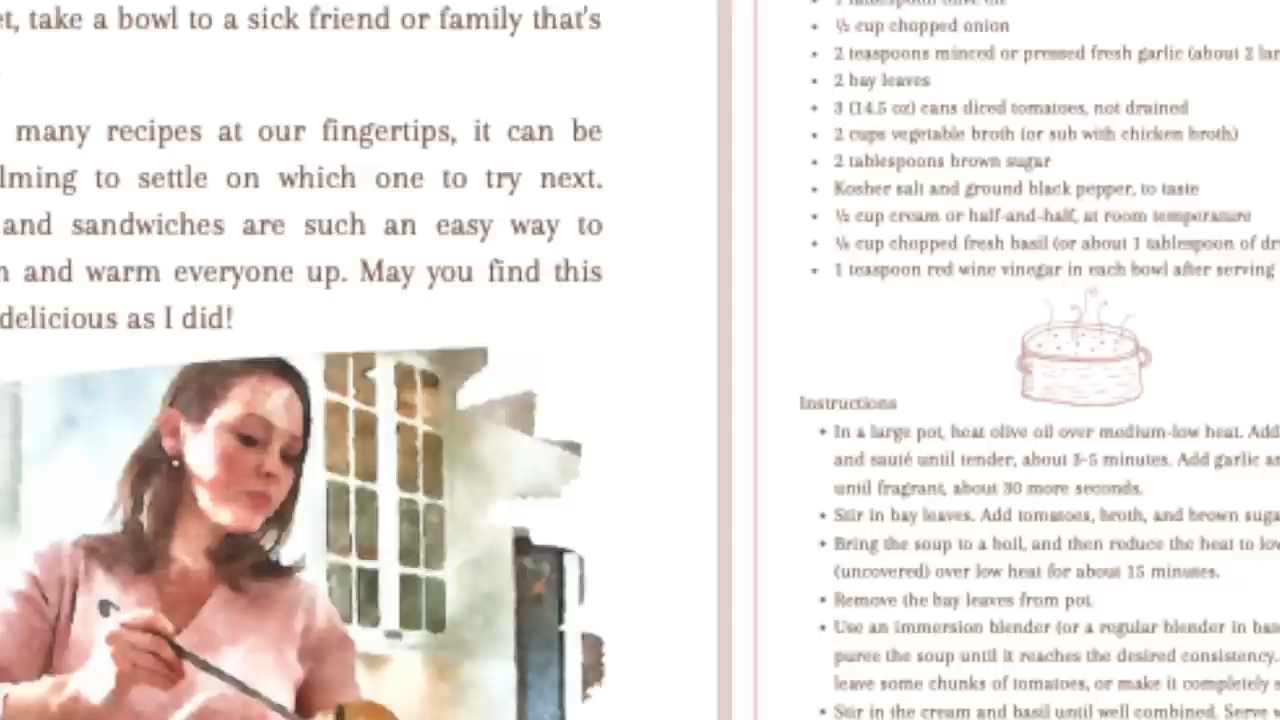 et, take a bowl to a sick friend or family that's
many recipes at our fingertips, it can be
lming to settle on which one to try next.
and sandwiches are such an easy way to
and warm everyone up. May you find this
delicious as I did!
½ cup chopped onion
2 teaspoons minced or pressed fresh garlic (about 2 lar
2 bay leaves
3 (14.5 oz) cans diced tomatoes, not drained
2 cups vegetable broth (or sub with chicken broth)
2 tablespoons brown sugar
Kosher salt and ground black pepper, to taste
cup cream or half-and-half, at room temperature
cup chopped fresh basil (or about 1 tablespoon of dr
1 teaspoon red wine vinegar in each bowl after serving
Instructions
In a large pot, heat olive oil over medium-low heat. Add
and sauté until tender, about 3-5 minutes. Add garlic a
until fragrant, about 30 more seconds.
Stir in bay leaves. Add tomatoes, broth, and brown suga
Bring the soup to a boil, and then reduce the heat to lo
(uncovered) over low heat for about 15 minutes.
Remove the bay leaves from pot.
Use an immersion blender (or a regular blender in ba
puree the soup until it reaches the desired consistency.
leave some chunks of tomatoes, or make it completely s
Stir in the cream and basil until well combined. Serve